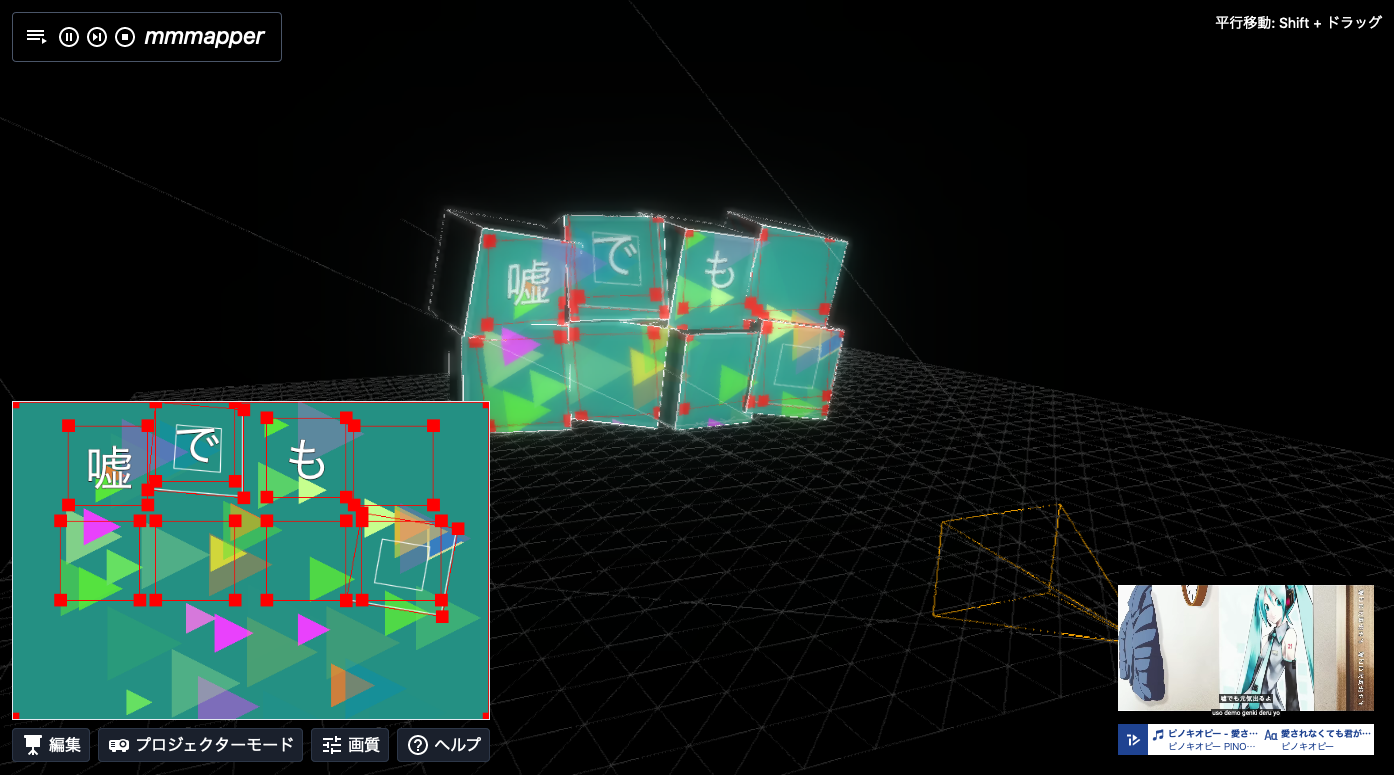 mmmapper
平行移動: Shift + ドラッグ
嘘
で
も
嘘
で
も
編集
プロジェクターモード
画質
ヘルプ
嘘でも元気出るよ
uso demo genki deru yo
ピノキオピー - 愛さ…
ピノキオピー PINO…
Aα 愛されなくても君が…
ピノキオピー